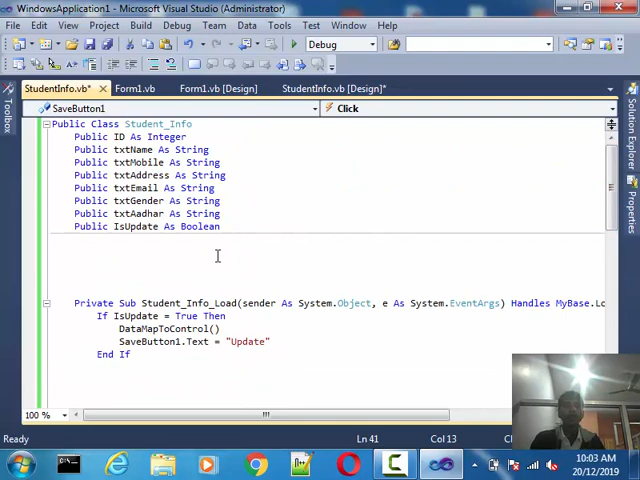 WindowsApplication1 - Microsoft Visual Studio (Administrator)
File Edit View Project Build Debug Team Data Tools Test Window Help
Debug
StudentInfo.vb* Form1.vb Form1.vb [Design] StudentInfo.vb [Design]*
SaveButton1 Click
Public Class Student_Info
Public ID As Integer
Public txtName As String
Public txtMobile As String
Public txtAddress As String
Public txtEmail As String
Public txtGender As String
Public txtAadhar As String
Public IsUpdate As Boolean
Private Sub Student_Info_Load(sender As System.Object, e As System.EventArgs) Handles MyBase.Lo
If IsUpdate = True Then
DataMapToControl()
SaveButton1.Text = "Update"
End If
Toolbox
Solution Explorer
Properties
100 %
Ready Ln 41 Col 13
10:03 AM
20/12/2019